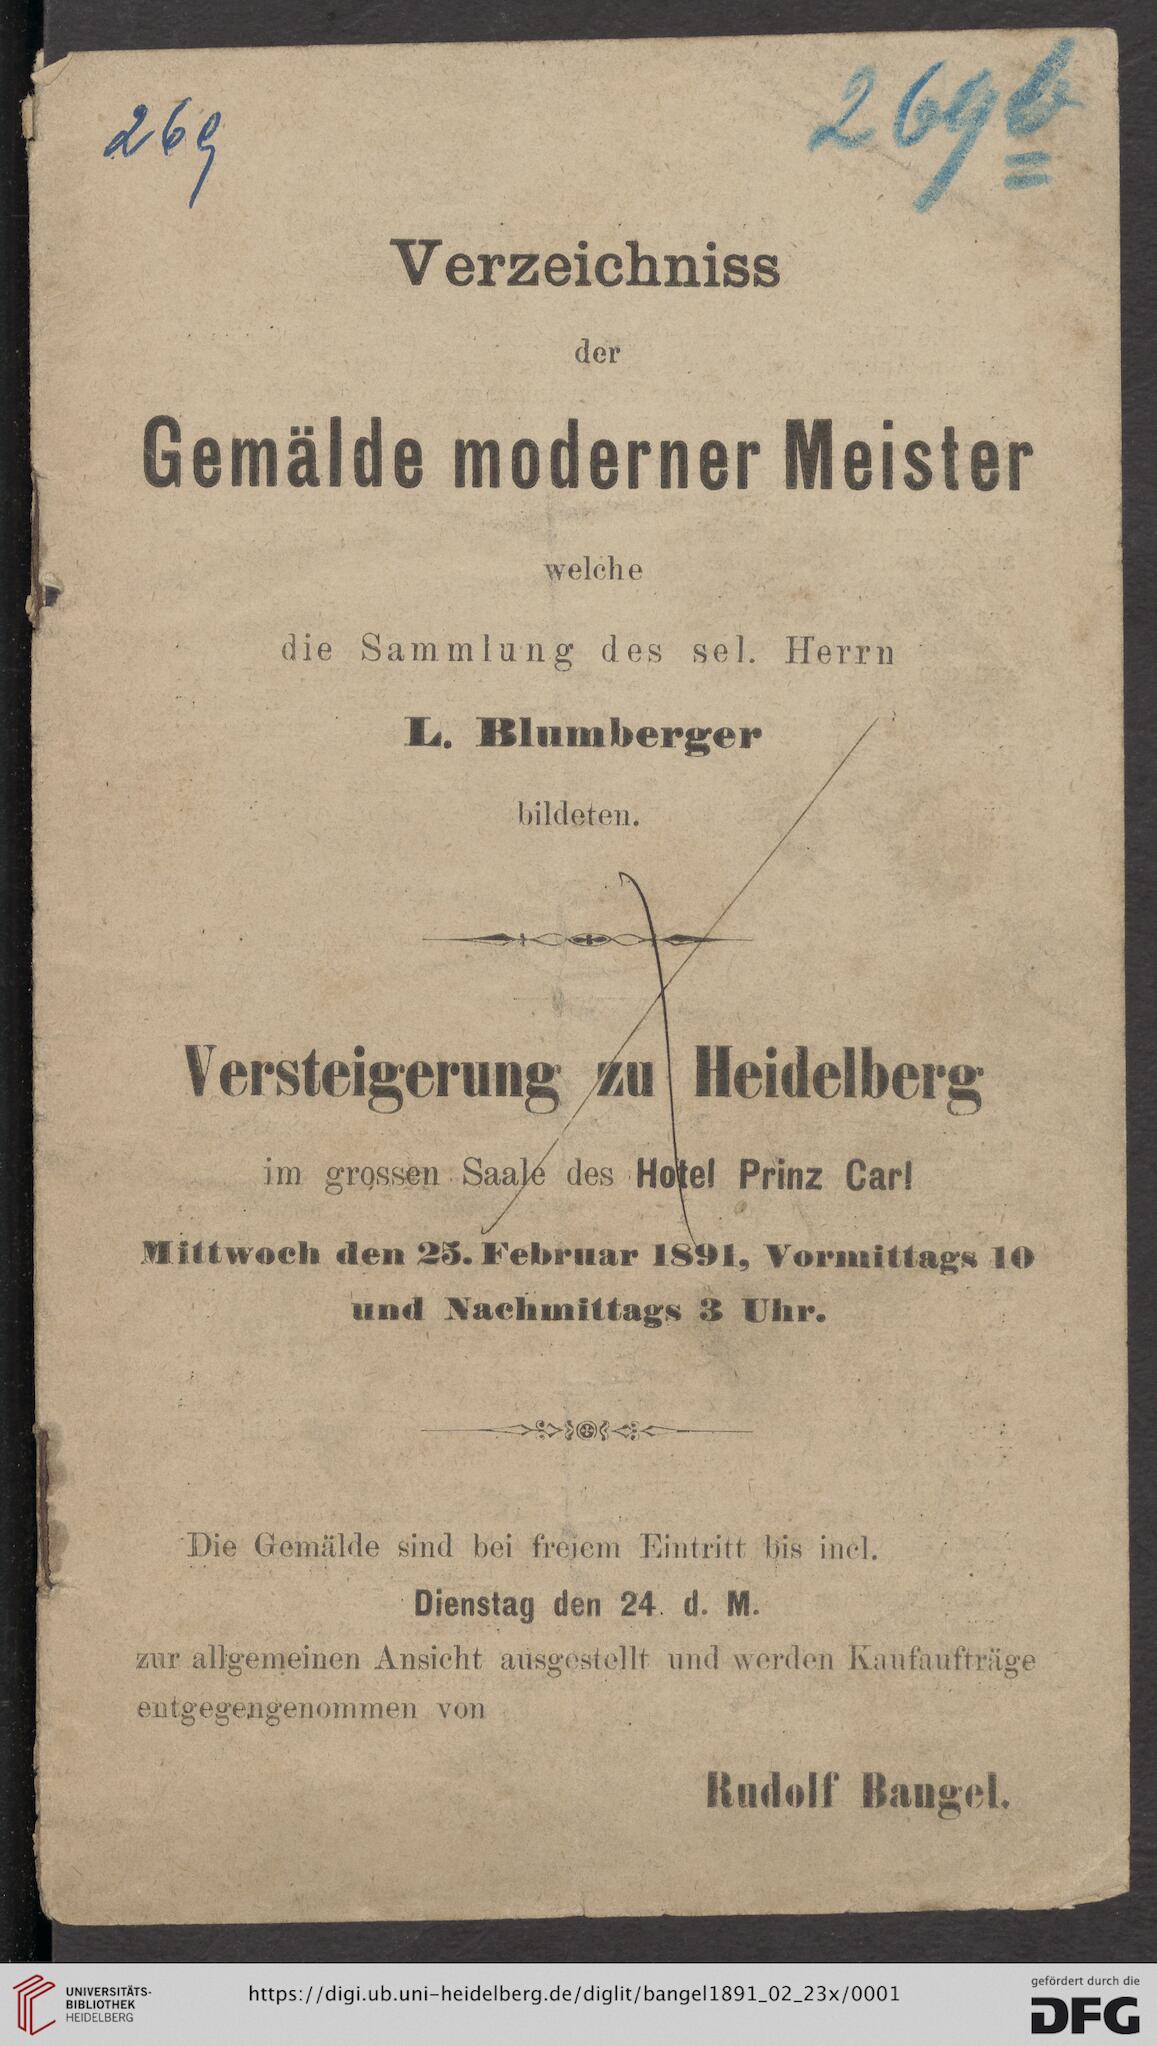 269
269b
Verzeichniss
der
Gemälde moderner Meister
welche
die Sammlung des sel. Herrn
L. Blumberger
bildeten.
Versteigerung zu Heidelberg
im grossen Saale des Hotel Prinz Carl
Mittwoch den 25. Februar 1891, Vormittags 10
und Nachmittags 3 Uhr.
Die Gemälde sind bei freiem Eintritt bis incl.
Dienstag den 24. d. M.
zur allgemeinen Ansicht ausgestellt und werden Kaufaufträge
entgegengenommen von
Rudolf Bangel.
UNIVERSITÄTS-
BIBLIOTHEK
HEIDELBERG
https://digi.ub.uni-heidelberg.de/diglit/bangel1891_02_23x/0001
gefördert durch die
DFG